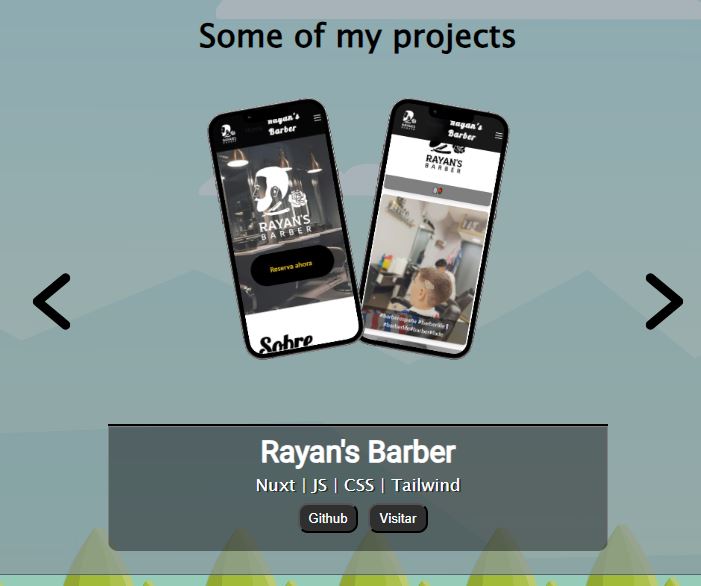 Some of my projects
Rayan's
Barber
RAYAN'S
BARBER
Reserva ahora
Sobre
Rayan's
Barber
RAYAN'S
BARBER
Rayan's Barber
Nuxt | JS | CSS | Tailwind
Github
Visitar